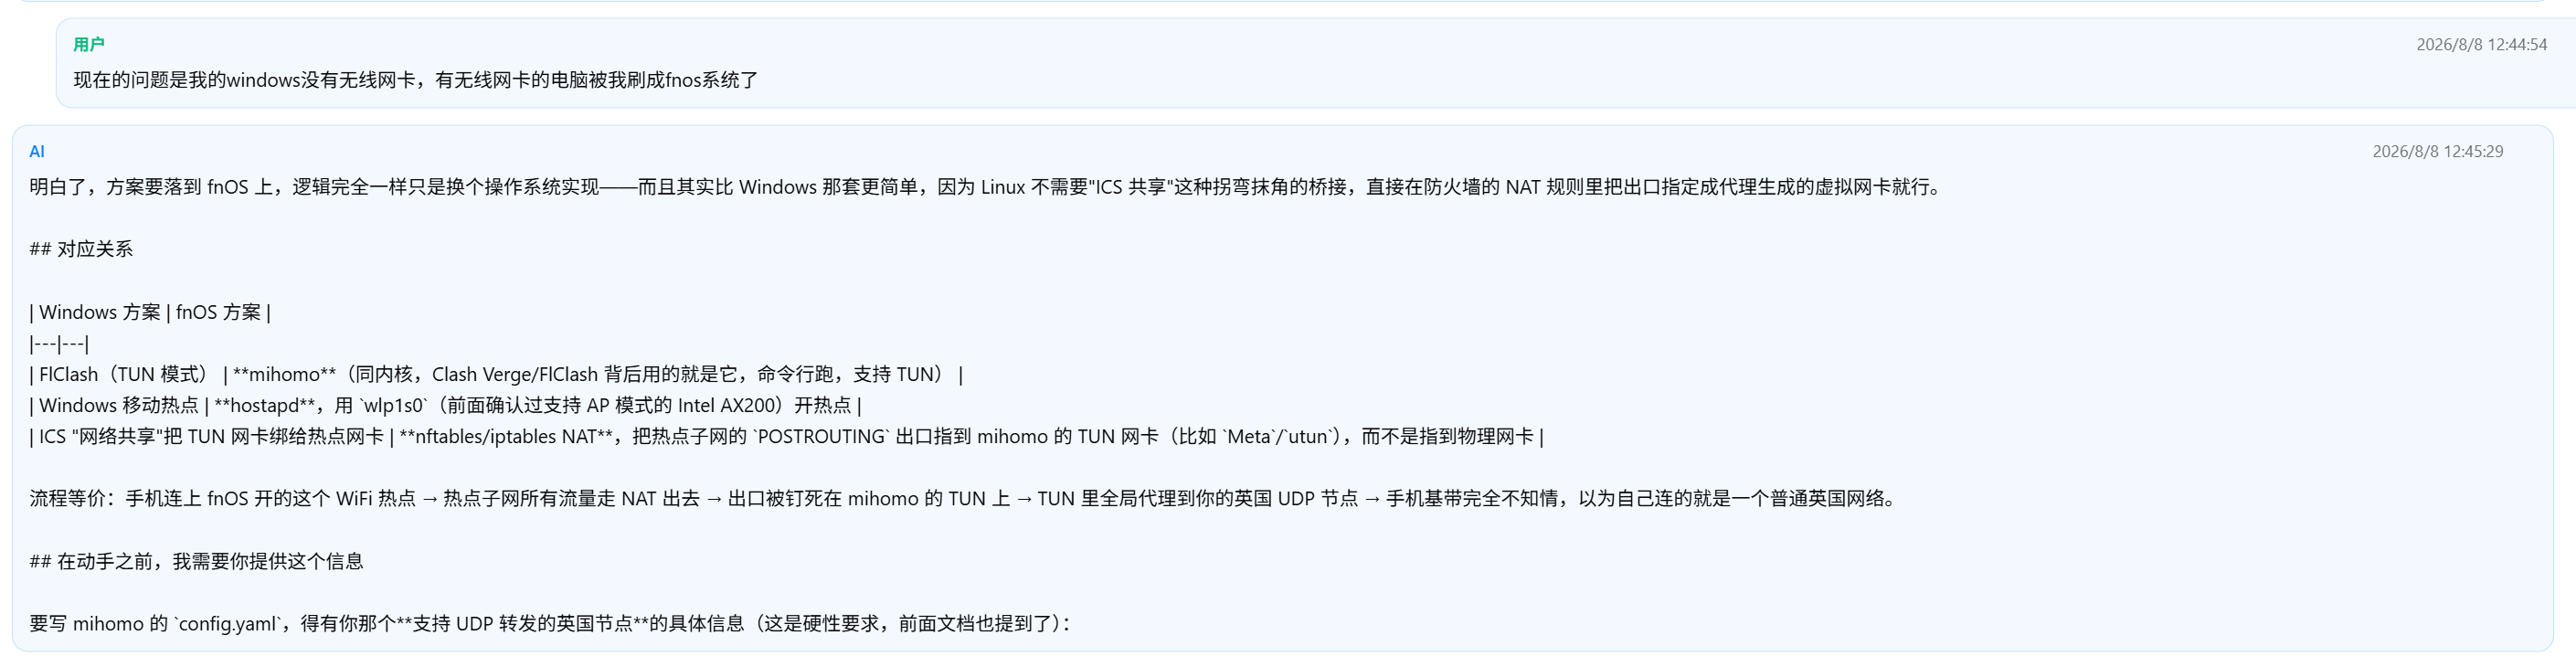 用户
2026/8/8 12:44:54
现在的问题是我的windows没有无线网卡，有无线网卡的电脑被我刷成fnos系统了
AI
2026/8/8 12:45:29
明白了，方案要落到 fnOS 上，逻辑完全一样只是换个操作系统实现——而且其实比 Windows 那套更简单，因为 Linux 不需要"ICS 共享"这种拐弯抹角的桥接，直接在防火墙的 NAT 规则里把出口指定成代理生成的虚拟网卡就行。
## 对应关系
| Windows 方案 | fnOS 方案 |
|---|---|
| FlClash（TUN 模式） | **mihomo**（同内核，Clash Verge/FlClash 背后用的就是它，命令行跑，支持 TUN） |
| Windows 移动热点 | **hostapd**，用 `wlp1s0`（前面确认过支持 AP 模式的 Intel AX200）开热点 |
| ICS "网络共享"把 TUN 网卡绑给热点网卡 | **nftables/iptables NAT**，把热点子网的 `POSTROUTING` 出口指到 mihomo 的 TUN 网卡（比如 `Meta`/`utun`），而不是指到物理网卡 |
流程等价：手机连上 fnOS 开的这个 WiFi 热点 → 热点子网所有流量走 NAT 出去 → 出口被钉死在 mihomo 的 TUN 上 → TUN 里全局代理到你的英国 UDP 节点 → 手机基带完全不知情，以为自己连的就是一个普通英国网络。
## 在动手之前，我需要你提供这个信息
要写 mihomo 的 `config.yaml`，得有你那个**支持 UDP 转发的英国节点**的具体信息（这是硬性要求，前面文档也提到了）：